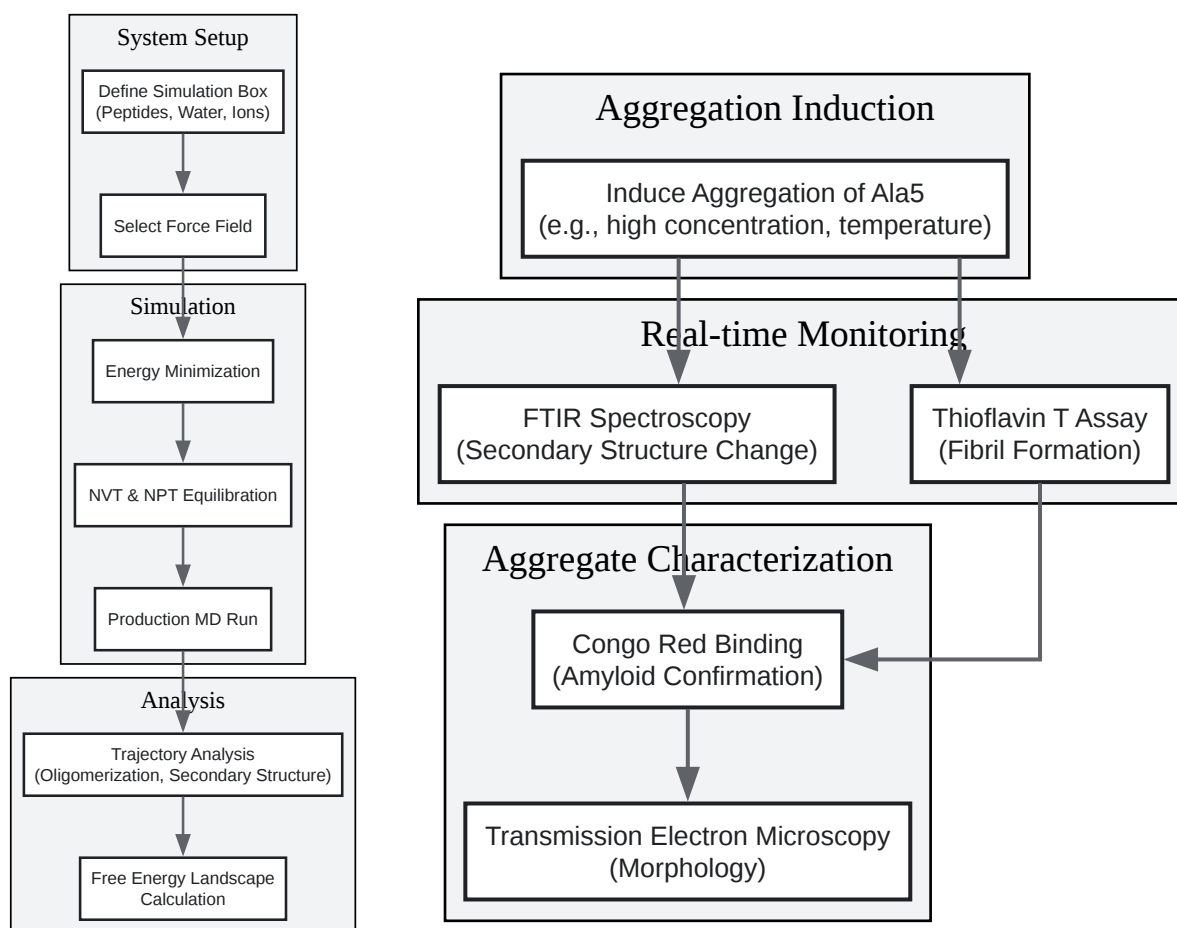 System Setup
Define Simulation Box
(Peptides, Water, Ions)
Select Force Field
Simulation
Energy Minimization
NVT & NPT Equilibration
Production MD Run
Analysis
Trajectory Analysis
(Oligomerization, Secondary Structure)
Free Energy Landscape
Calculation
Aggregation Induction
Induce Aggregation of Ala5
(e.g., high concentration, temperature)
Real-time Monitoring
FTIR Spectroscopy
(Secondary Structure Change)
Thioflavin T Assay
(Fibril Formation)
Aggregate Characterization
Congo Red Binding
(Amyloid Confirmation)
Transmission Electron Microscopy
(Morphology)